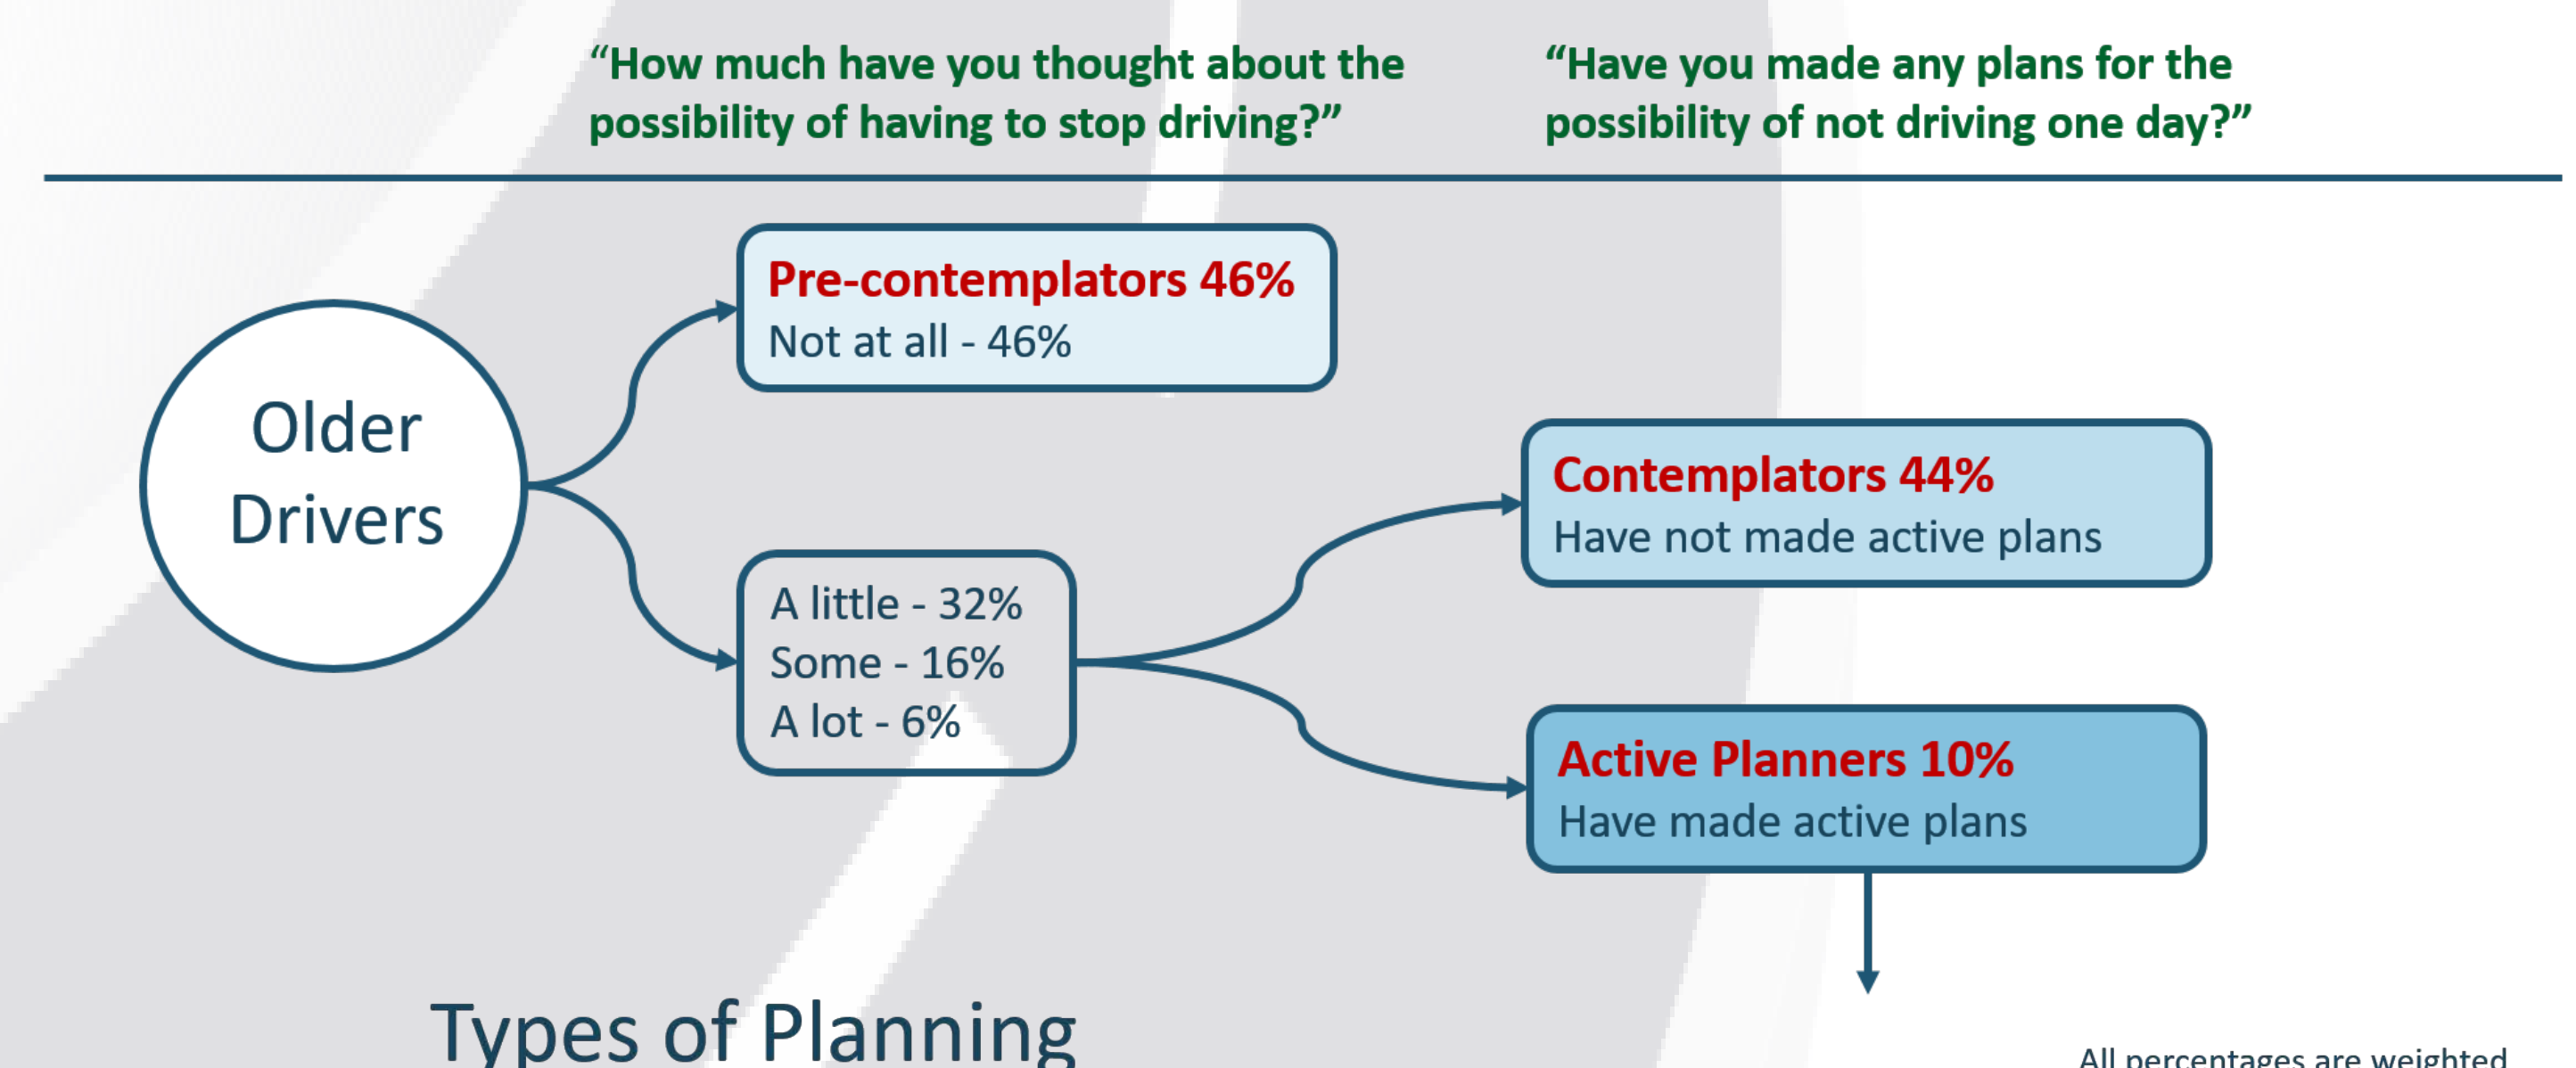 “How much have you thought about the
possibility of having to stop driving?”
“Have you made any plans for the
possibility of not driving one day?”
Older
Drivers
Pre-contemplators 46%
Not at all - 46%
A little - 32%
Some - 16%
A lot - 6%
Contemplators 44%
Have not made active plans
Active Planners 10%
Have made active plans
Types of Planning
All percentages are weighted